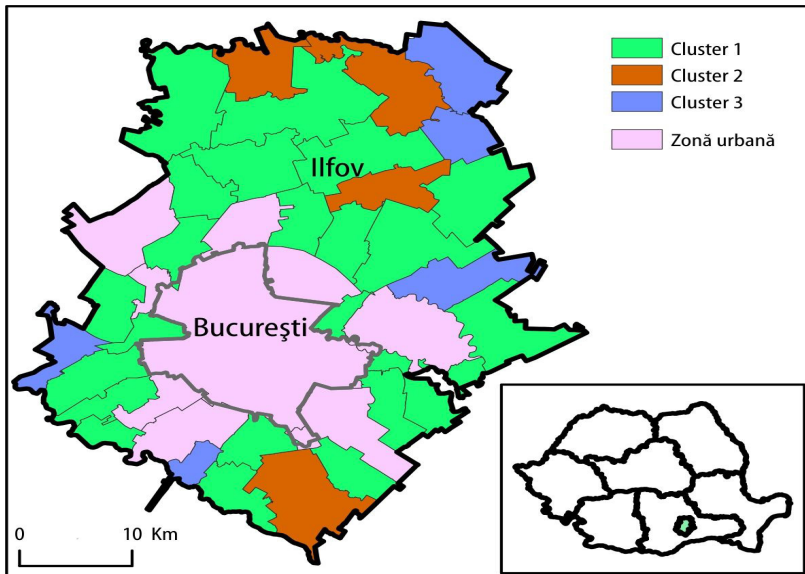 Cluster 1
Cluster 2
Cluster 3
Zonă urbană
Ilfov
Bucureşti
0 10 Km